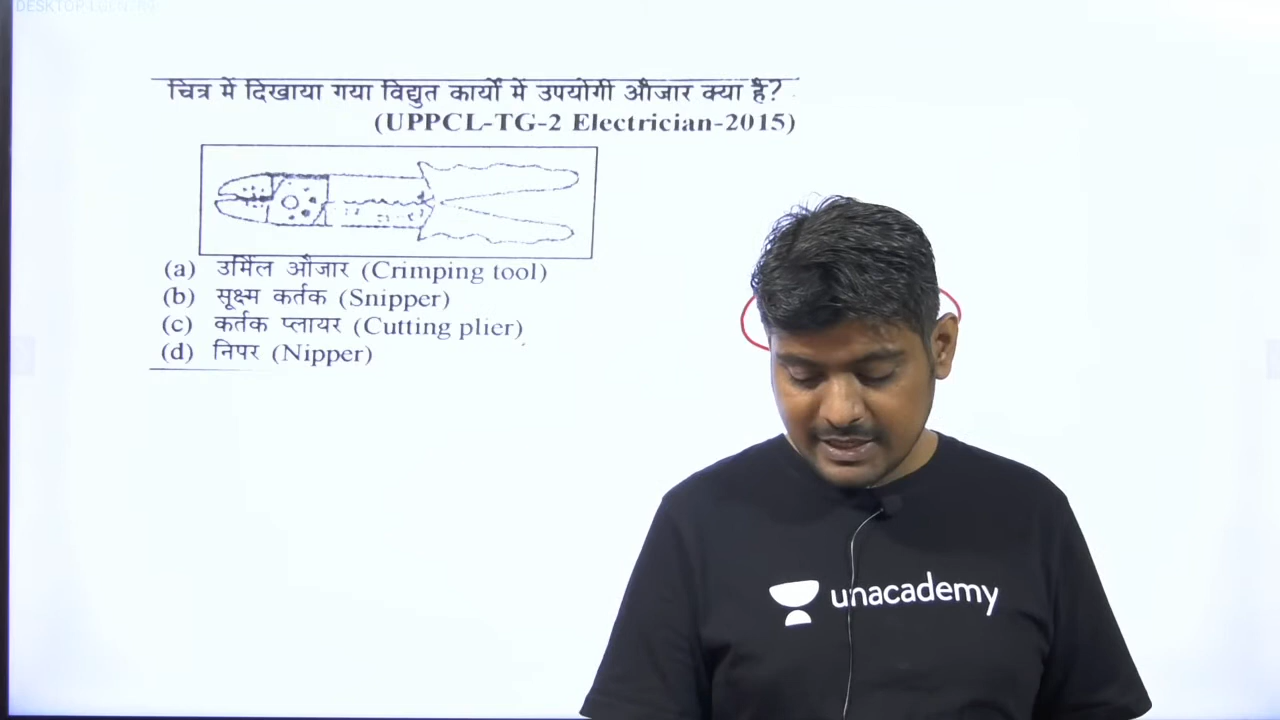 चित्र में दिखाया गया विद्युत कार्यों में उपयोगी औजार क्या है?
(UPPCL-TG-2 Electrician-2015)
(a) उर्मिल औजार (Crimping tool)
(b) सूक्ष्म कर्तक (Snipper)
(c) कर्तक प्लायर (Cutting plier)
(d) निपर (Nipper)
unacademy